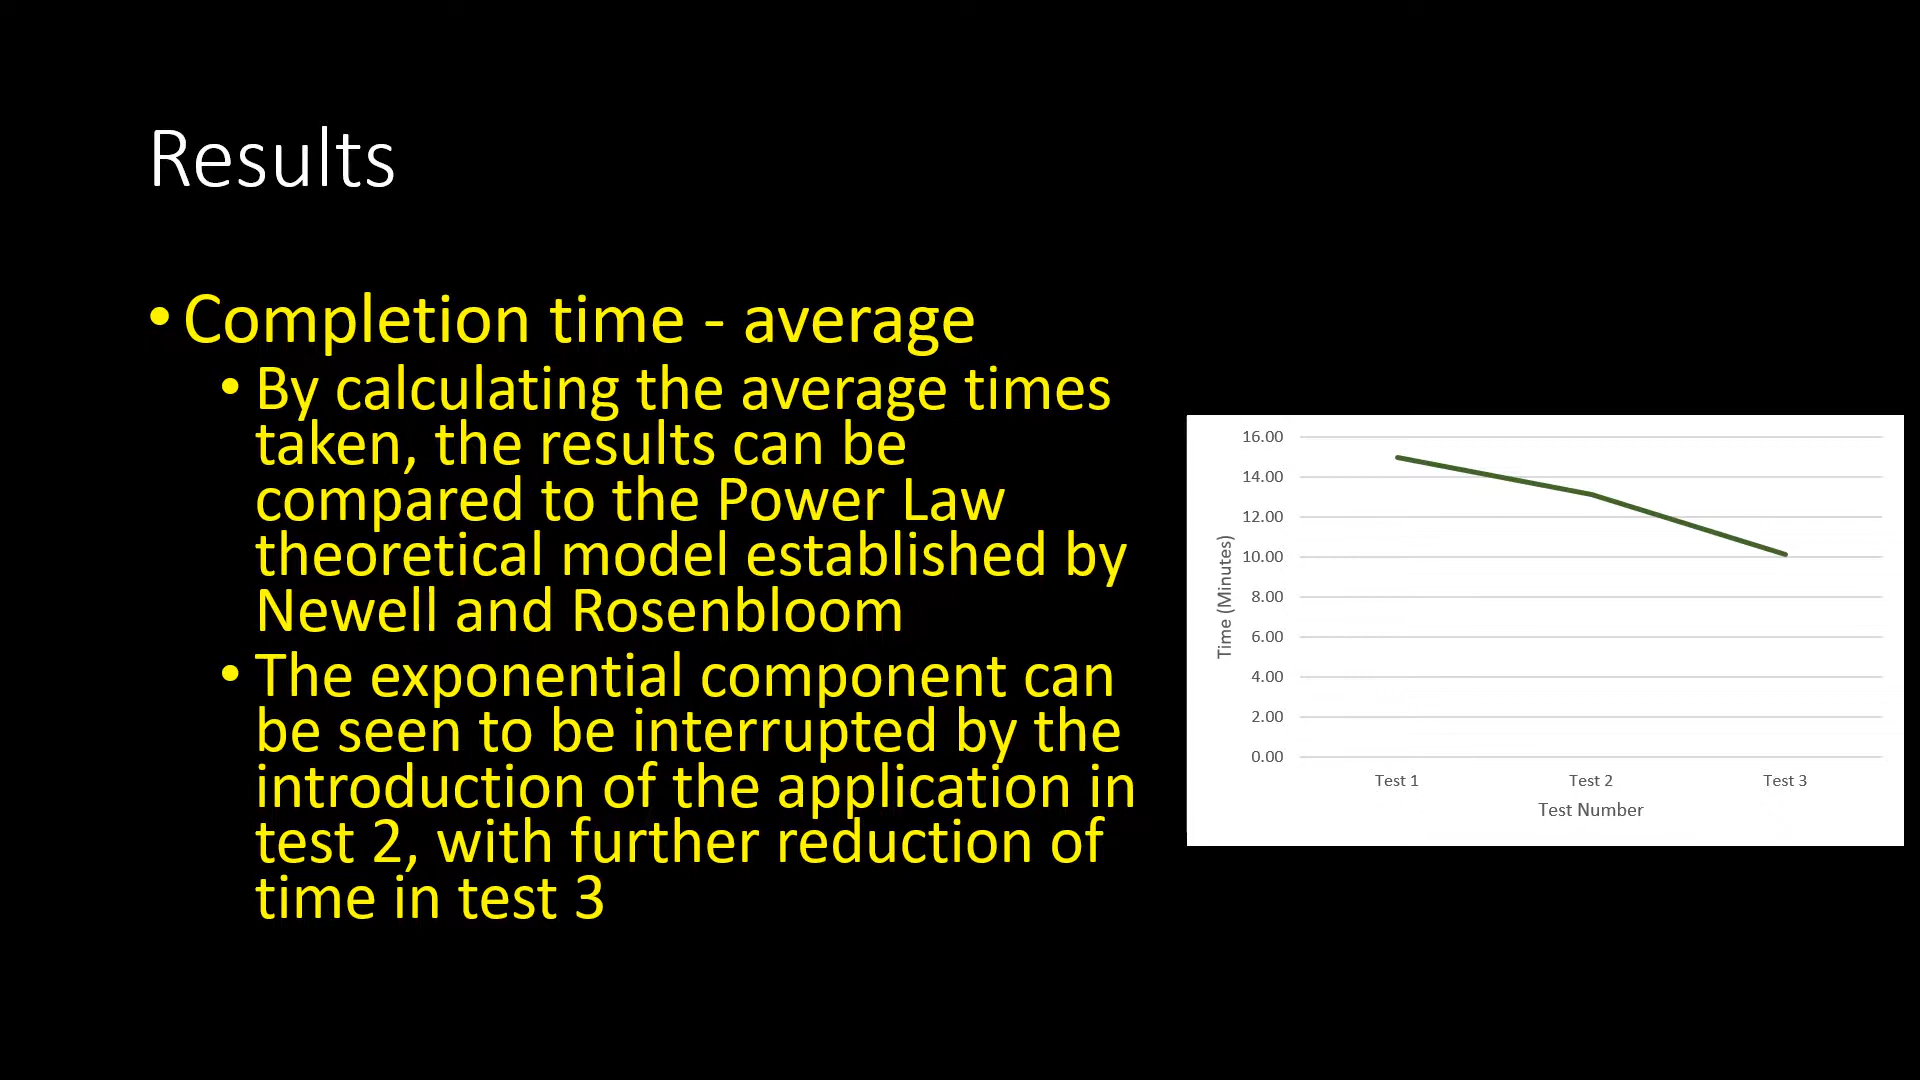 Results
• Completion time - average
• By calculating the average times
taken, the results can be
compared to the Power Law
theoretical model established by
Newell and Rosenbloom
• The exponential component can
be seen to be interrupted by the
introduction of the application in
test 2, with further reduction of
time in test 3
16.00
14.00
12.00
10.00
8.00
6.00
4.00
2.00
0.00
Time (Minutes)
Test 1 Test 2 Test 3
Test Number